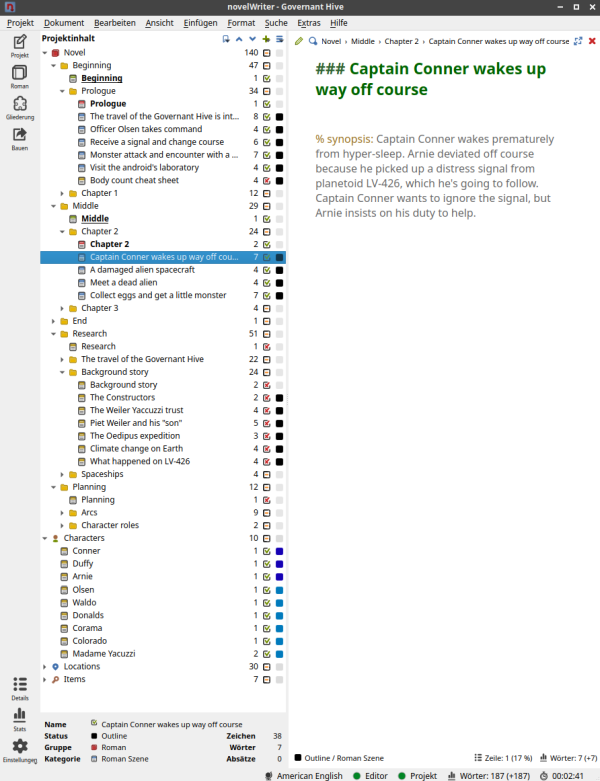 novelWriter - Governant Hive
Projekt Dokument Bearbeiten Ansicht Einfügen Format Suche Extras Hilfe
Projekt
Roman
Gliederung
Bauen
Projektinhalt
Novel 140
Beginning 47
Beginning 1
Prologue 34
Prologue 1
The travel of the Governant Hive is int... 8
Officer Olsen takes command 4
Receive a signal and change course 6
Monster attack and encounter with a ... 7
Visit the android's laboratory 4
Body count cheat sheet 4
Chapter 1 12
Middle 29
Middle 1
Chapter 2 24
Chapter 2 2
Captain Conner wakes up way off cou... 7
A damaged alien spacecraft 4
Meet a dead alien 4
Collect eggs and get a little monster 7
Chapter 3 4
End 1
Research 51
Research 1
The travel of the Governant Hive 22
Background story 24
Background story 2
The Constructors 2
The Weiler Yaccuzzi trust 4
Piet Weiler and his "son" 5
The Oedipus expedition 3
Climate change on Earth 4
What happened on LV-426 4
Spaceships 4
Planning 12
Planning 1
Arcs 9
Character roles 2
Characters 10
Conner 1
Duffy 1
Arnie 1
Olsen 1
Waldo 1
Donalds 1
Corama 1
Colorado 1
Madame Yacuzzi 2
Locations 30
Items 7
Details
Stats
Einstellungen
Name Captain Conner wakes up way off course
Status Outline Zeichen 38
Gruppe Roman Wörter 7
Kategorie Roman Szene Absätze 0
Novel › Middle › Chapter 2 › Captain Conner wakes up way off course
### Captain Conner wakes up
way off course
% synopsis: Captain Conner wakes prematurely
from hyper-sleep. Arnie deviated off course
because he picked up a distress signal from
planetoid LV-426, which he's going to follow.
Captain Conner wants to ignore the signal, but
Arnie insists on his duty to help.
Outline / Roman Szene Zeile: 1 (17 %) Wörter: 7 (+7)
American English Editor Projekt Wörter: 187 (+187) 00:02:41